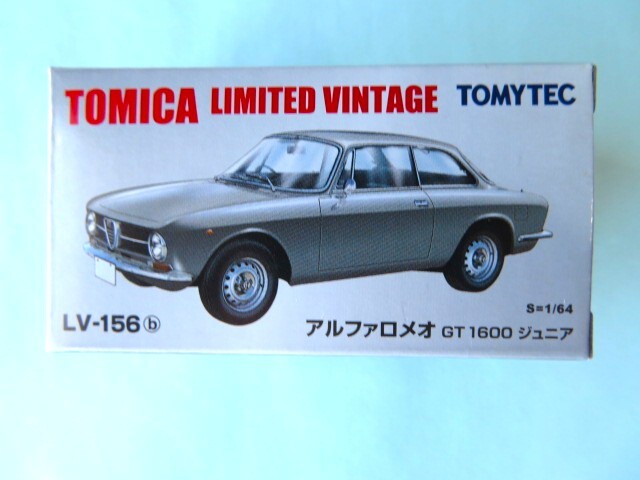 TOMICA LIMITED VINTAGE TOMYTEC
S=1/64
LV-156 ⓑ アルファロメオ GT 1600 ジュニア